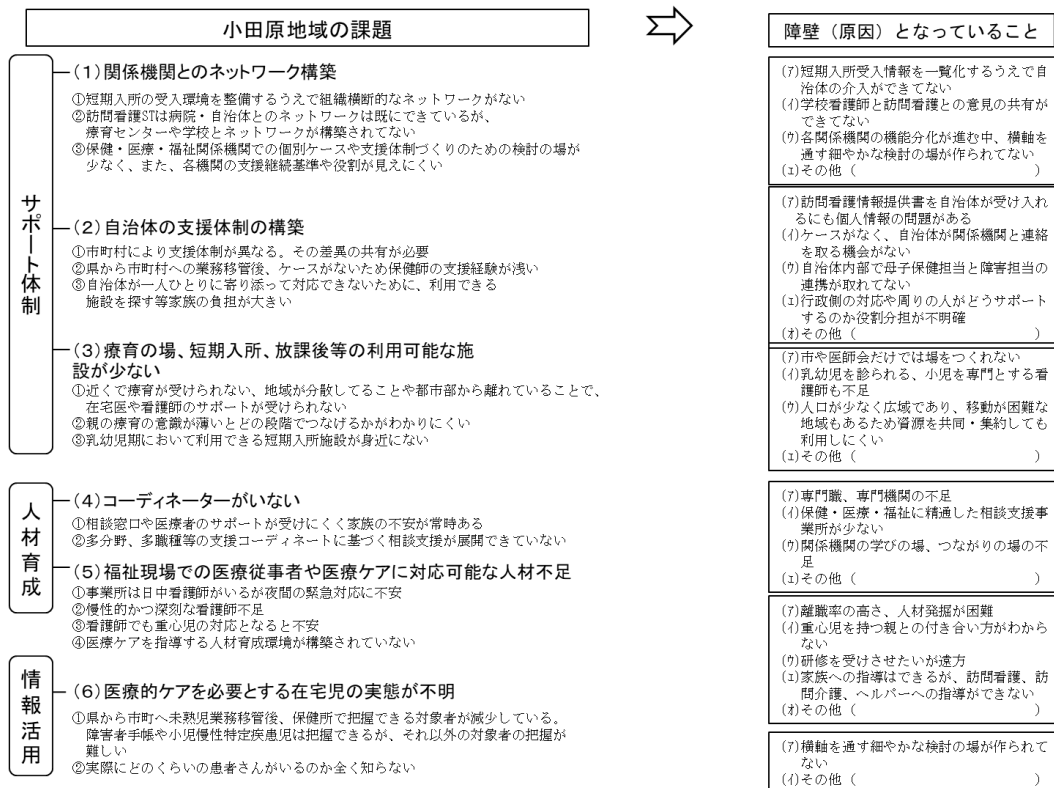 小田原地域の課題
サポート体制
(1)関係機関とのネットワーク構築
①短期入所の受入環境を整備するうえで組織横断的なネットワークがない
②訪問看護STは病院・自治体とのネットワークは既にできているが、
療育センターや学校とネットワークが構築されてない
③保健・医療・福祉関係機関での個別ケースや支援体制づくりのための検討の場が
少なく、また、各機関の支援継続基準や役割が見えにくい
(2)自治体の支援体制の構築
①市町村により支援体制が異なる。その差異の共有が必要
②県から市町村への業務移管後、ケースがないため保健師の支援経験が浅い
③自治体が一人ひとりに寄り添って対応できないために、利用できる
施設を探す等家族の負担が大きい
(3)療育の場、短期入所、放課後等の利用可能な施
設が少ない
①近くで療育が受けられない、地域が分散してることや都市部から離れていることで、
在宅医や看護師のサポートが受けられない
②親の療育の意識が薄いとどの段階でつなげるかがわかりにくい
③乳幼児期において利用できる短期入所施設が身近にない
人材育成
(4)コーディネーターがいない
①相談窓口や医療者のサポートが受けにくく家族の不安が常時ある
②多分野、多職種等の支援コーディネートに基づく相談支援が展開できていない
(5)福祉現場での医療従事者や医療ケアに対応可能な人材不足
①事業所は日中看護師がいるが夜間の緊急対応に不安
②慢性的かつ深刻な看護師不足
③看護師でも重心児の対応となると不安
④医療ケアを指導する人材育成環境が構築されていない
情報活用
(6)医療的ケアを必要とする在宅児の実態が不明
①県から市町へ未熟児業務移管後、保健所で把握できる対象者が減少している。
障害者手帳や小児慢性特定疾患児は把握できるが、それ以外の対象者の把握が
難しい
②実際にどのくらいの患者さんがいるのか全く知らない
障壁(原因)となっていること
(ｱ)短期入所受入情報を一覧化するうえで自
治体の介入ができてない
(ｲ)学校看護師と訪問看護との意見の共有が
できてない
(ｳ)各関係機関の機能分化が進む中、横軸を
通す細やかな検討の場が作られてない
(ｴ)その他( )
(ｱ)訪問看護情報提供書を自治体が受け入れ
るにも個人情報の問題がある
(ｲ)ケースがなく、自治体が関係機関と連絡
を取る機会がない
(ｳ)自治体内部で母子保健担当と障害担当の
連携が取れてない
(ｴ)行政側の対応や周りの人がどうサポート
するのか役割分担が不明確
(ｵ)その他( )
(ｱ)市や医師会だけでは場をつくれない
(ｲ)乳幼児を診られる、小児を専門とする看
護師も不足
(ｳ)人口が少なく広域であり、移動が困難な
地域もあるため資源を共同・集約しても
利用しにくい
(ｴ)その他( )
(ｱ)専門職、専門機関の不足
(ｲ)保健・医療・福祉に精通した相談支援事
業所が少ない
(ｳ)関係機関の学びの場、つながりの場の不
足
(ｴ)その他( )
(ｱ)離職率の高さ、人材発掘が困難
(ｲ)重心児を持つ親との付き合い方がわから
ない
(ｳ)研修を受けさせたいが遠方
(ｴ)家族への指導はできるが、訪問看護、訪
問介護、ヘルパーへの指導ができない
(ｵ)その他( )
(ｱ)横軸を通す細やかな検討の場が作られて
ない
(ｲ)その他( )